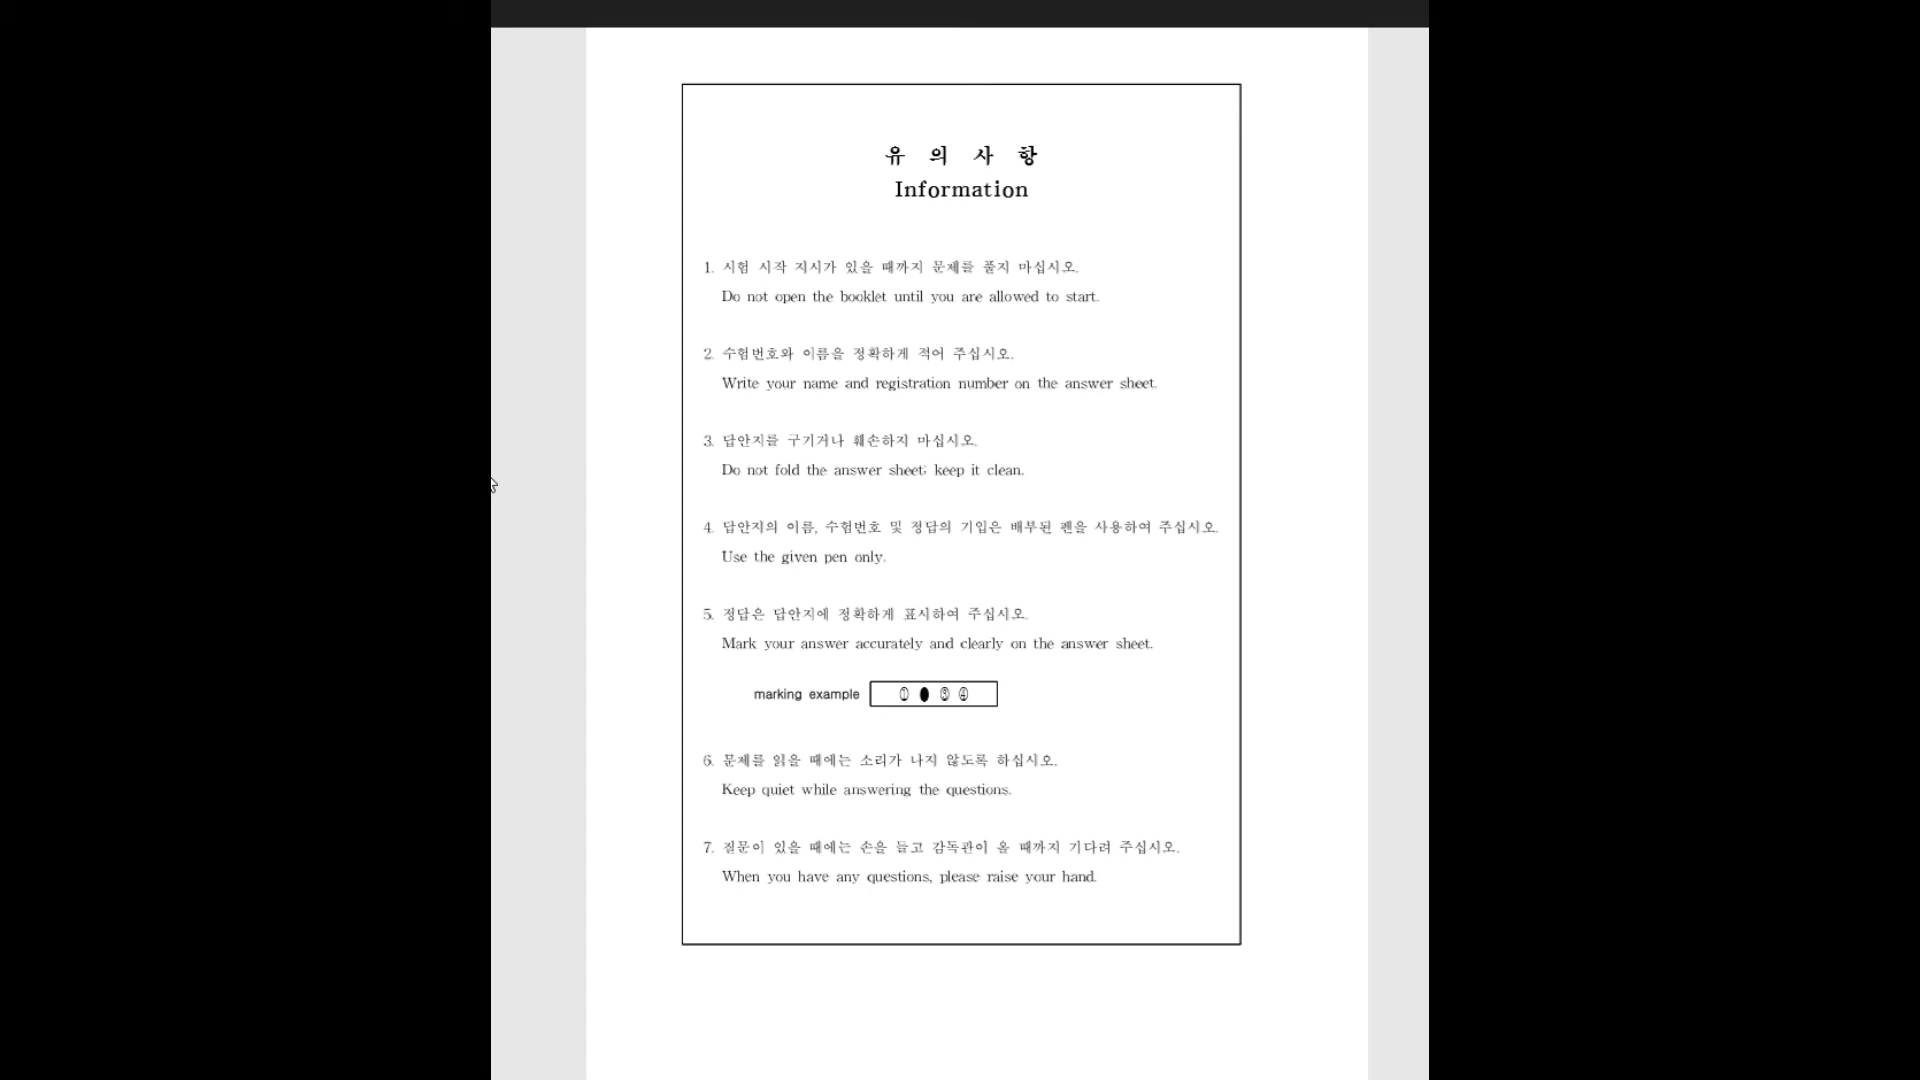 유 의 사 항
Information
1. 시험 시작 지시가 있을 때까지 문제를 풀지 마십시오.
Do not open the booklet until you are allowed to start.
2. 수험번호와 이름을 정확하게 적어 주십시오.
Write your name and registration number on the answer sheet.
3. 답안지를 구기거나 훼손하지 마십시오.
Do not fold the answer sheet; keep it clean.
4. 답안지의 이름, 수험번호 및 정답의 기입은 배부된 펜을 사용하여 주십시오.
Use the given pen only.
5. 정답은 답안지에 정확하게 표시하여 주십시오.
Mark your answer accurately and clearly on the answer sheet.
marking example ① ● ③ ④
6. 문제를 읽을 때에는 소리가 나지 않도록 하십시오.
Keep quiet while answering the questions.
7. 질문이 있을 때에는 손을 들고 감독관이 올 때까지 기다려 주십시오.
When you have any questions, please raise your hand.